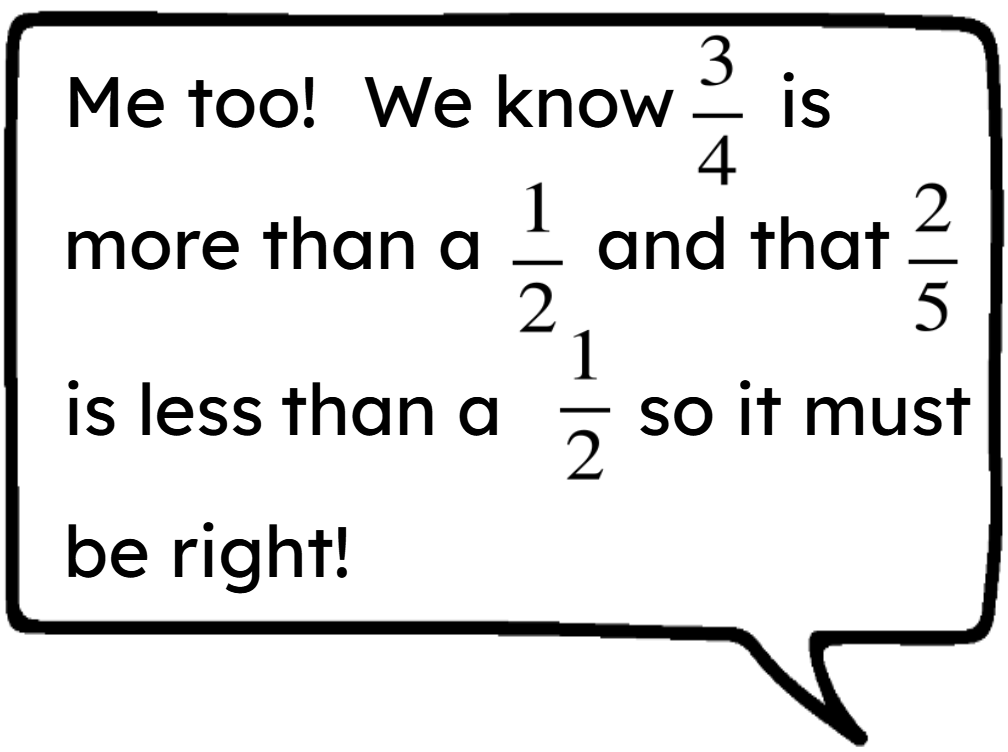 Me too! We know 3/4 is
more than a 1/2 and that 2/5
is less than a 1/2 so it must
be right!